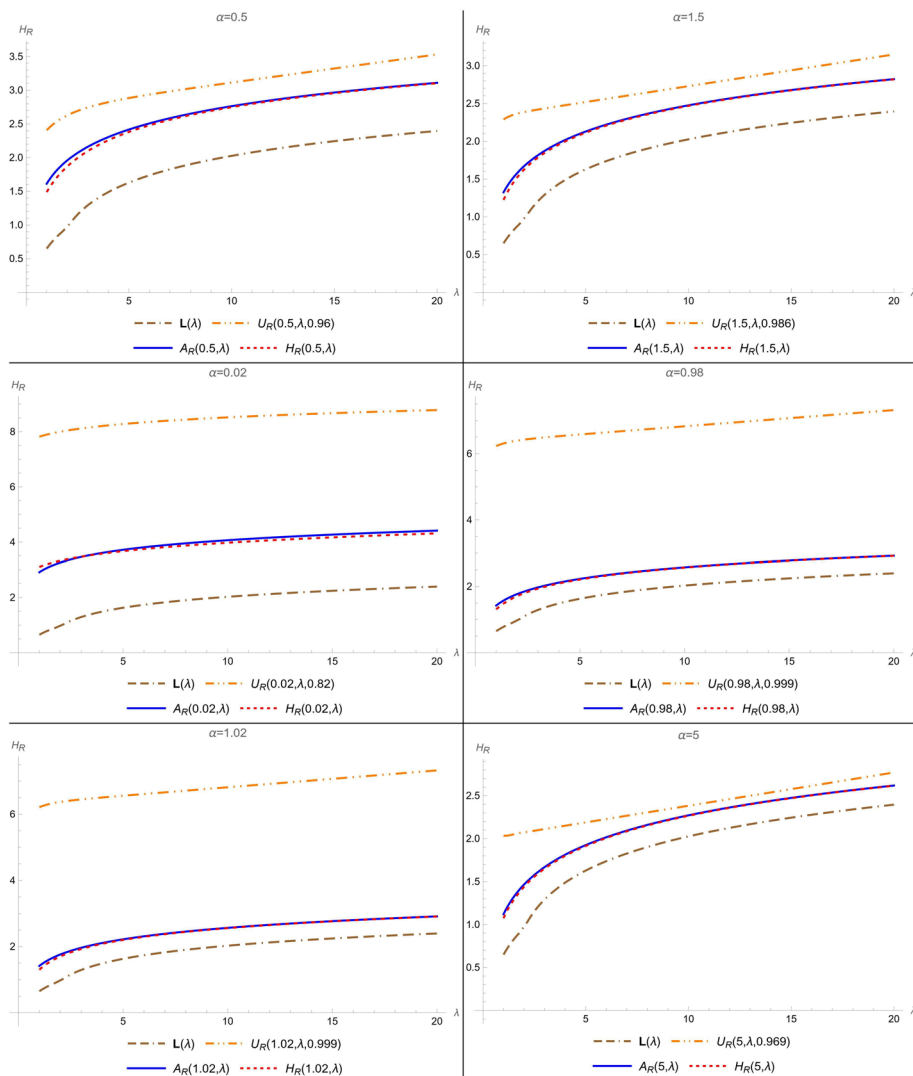 α=0.5
H_R
3.5
3.0
2.5
2.0
1.5
1.0
0.5
5 10 15 20 λ
L(λ) U_R(0.5,λ,0.96)
A_R(0.5,λ) H_R(0.5,λ)
α=1.5
H_R
3.0
2.5
2.0
1.5
1.0
0.5
5 10 15 20
L(λ) U_R(1.5,λ,0.986)
A_R(1.5,λ) H_R(1.5,λ)
α=0.02
H_R
8
6
4
2
5 10 15 20 λ
L(λ) U_R(0.02,λ,0.82)
A_R(0.02,λ) H_R(0.02,λ)
α=0.98
H_R
6
4
2
5 10 15 20
L(λ) U_R(0.98,λ,0.999)
A_R(0.98,λ) H_R(0.98,λ)
α=1.02
H_R
6
4
2
5 10 15 20 λ
L(λ) U_R(1.02,λ,0.999)
A_R(1.02,λ) H_R(1.02,λ)
α=5
H_R
2.5
2.0
1.5
1.0
0.5
5 10 15 20
L(λ) U_R(5,λ,0.969)
A_R(5,λ) H_R(5,λ)